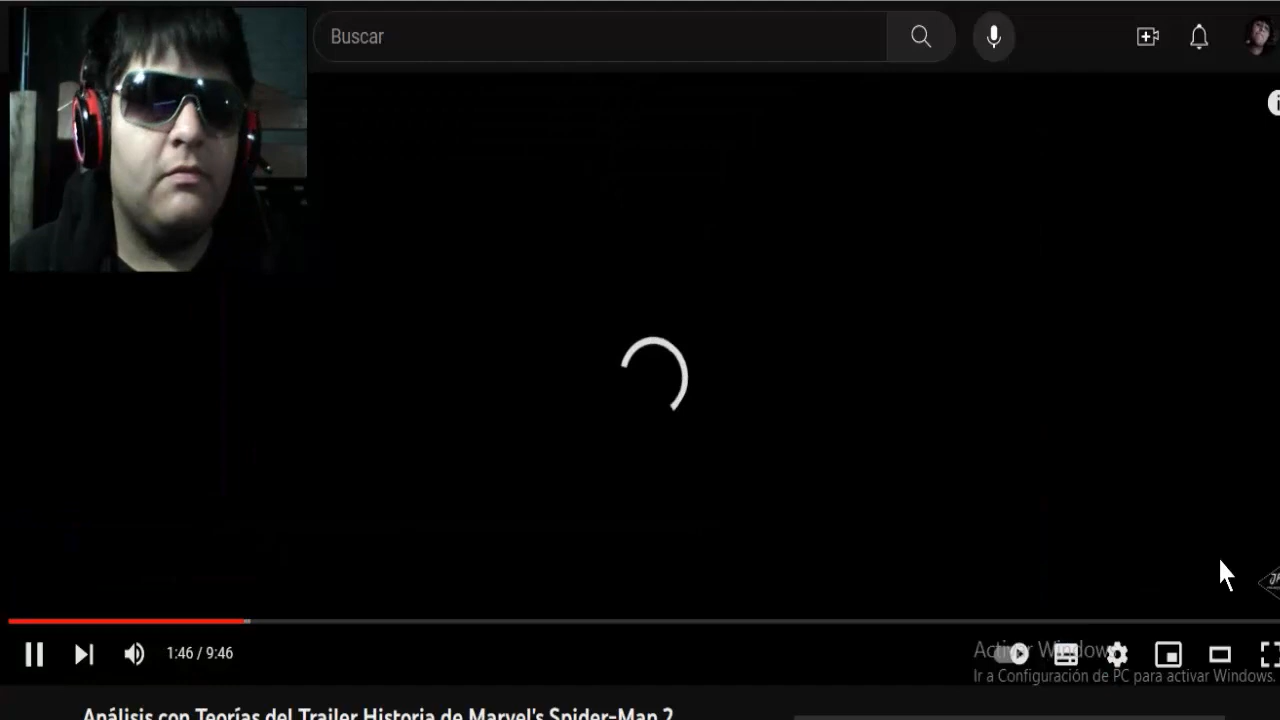 Buscar
1:46 / 9:46
Activar Windows
Ir a Configuración de PC para activar Windows.
Análisis con Teorías del Trailer Historia de Marvel's Spider-Man 2